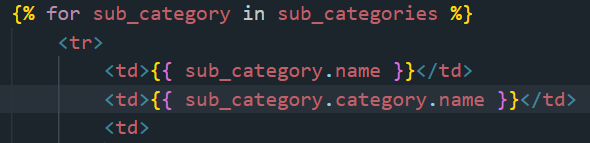 {% for sub_category in sub_categories %}
<tr>
<td>{{ sub_category.name }}</td>
<td>{{ sub_category.category.name }}</td>
<td>